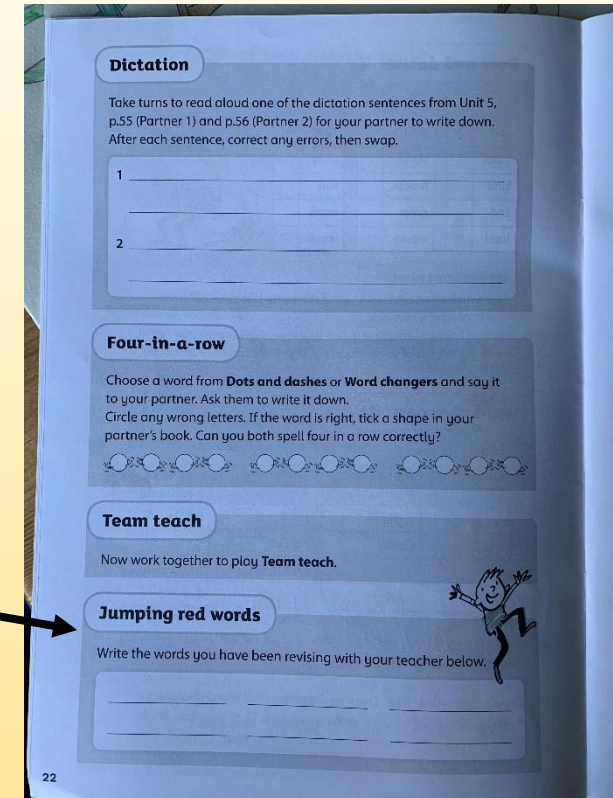 Dictation
Take turns to read aloud one of the dictation sentences from Unit 5,
p.55 (Partner 1) and p.56 (Partner 2) for your partner to write down.
After each sentence, correct any errors, then swap.
1
2
Four-in-a-row
Choose a word from Dots and dashes or Word changers and say it
to your partner. Ask them to write it down.
Circle any wrong letters. If the word is right, tick a shape in your
partner's book. Can you both spell four in a row correctly?
Team teach
Now work together to play Team teach.
Jumping red words
Write the words you have been revising with your teacher below.
22